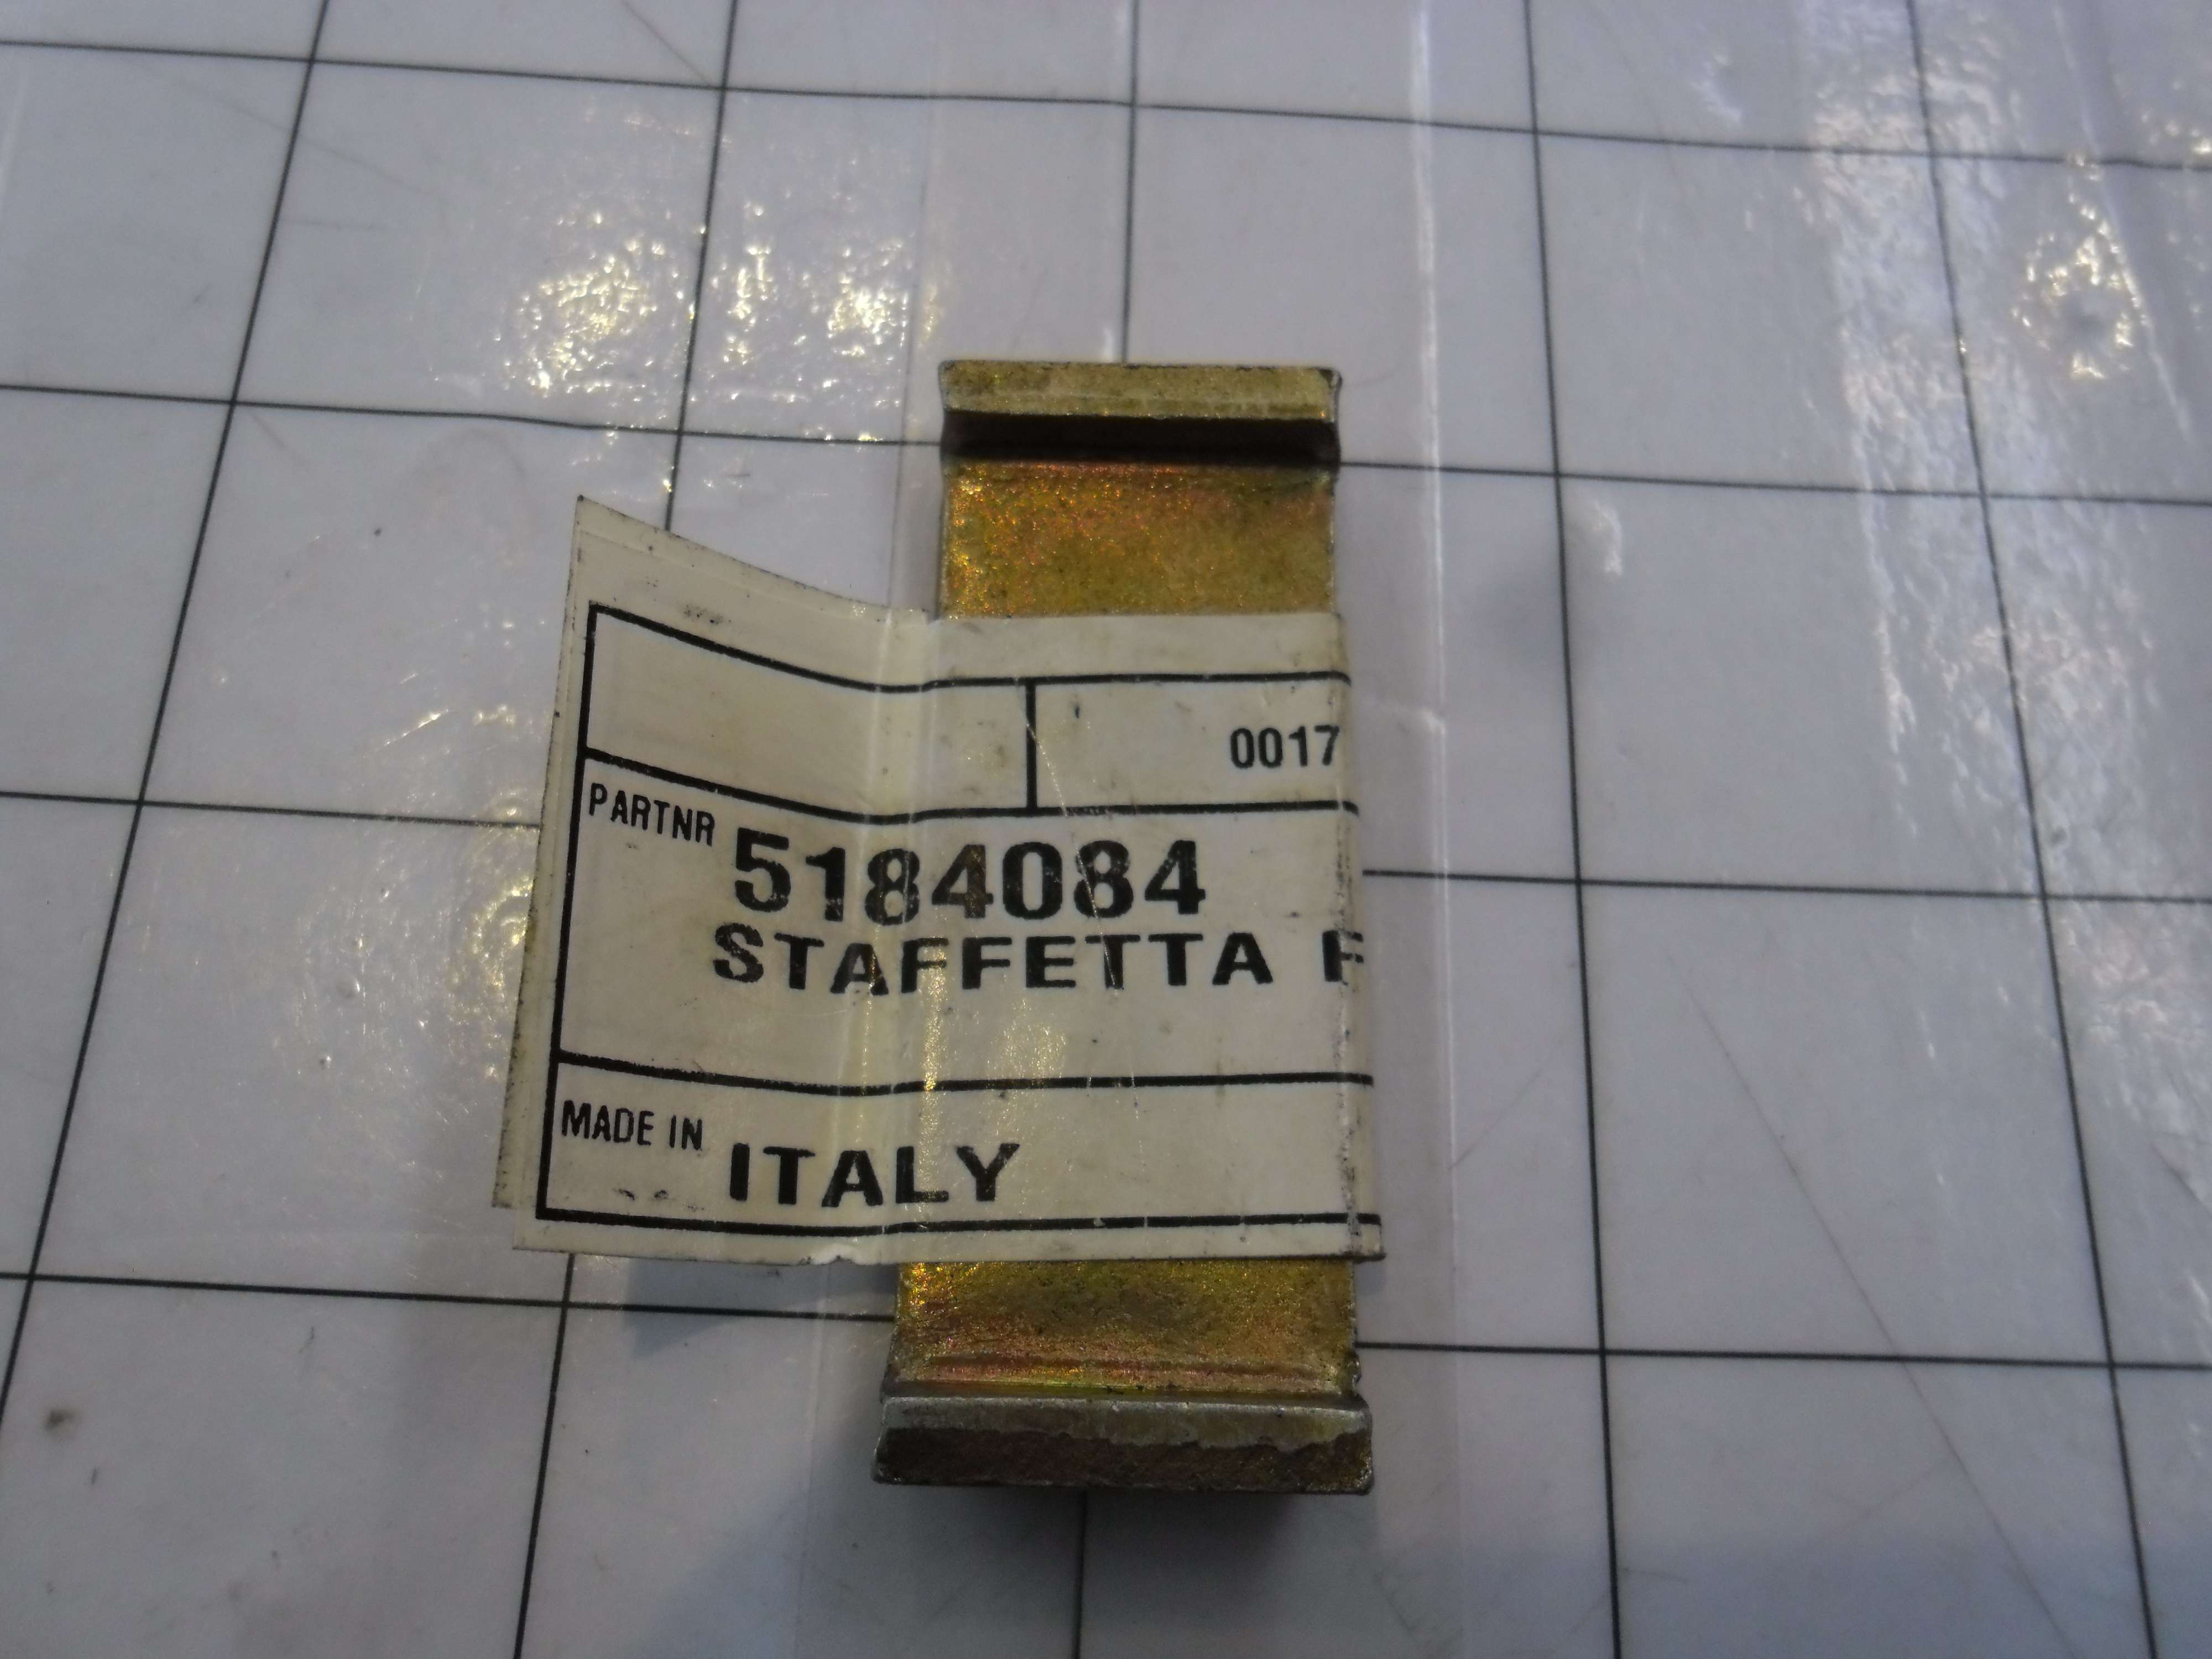 0017
PARTNR
5184084
STAFFETTA F
MADE IN
ITALY